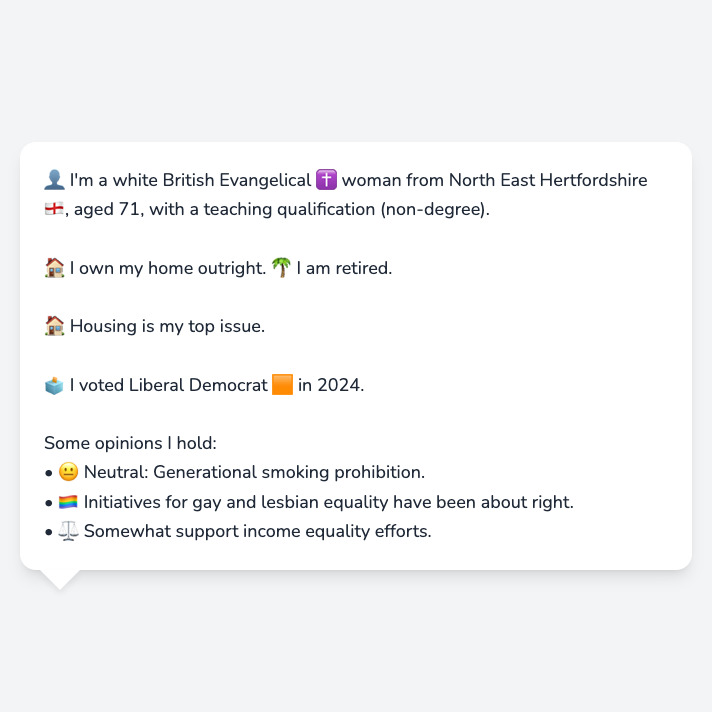 👤 I'm a white British Evangelical ✝️ woman from North East Hertfordshire
🏴󠁧󠁢󠁥󠁮󠁧󠁿, aged 71, with a teaching qualification (non-degree).
🏠 I own my home outright. 🌴 I am retired.
🏠 Housing is my top issue.
🗳️ I voted Liberal Democrat 🟧 in 2024.
Some opinions I hold:
• 😐 Neutral: Generational smoking prohibition.
• 🏳️‍🌈 Initiatives for gay and lesbian equality have been about right.
• ⚖️ Somewhat support income equality efforts.